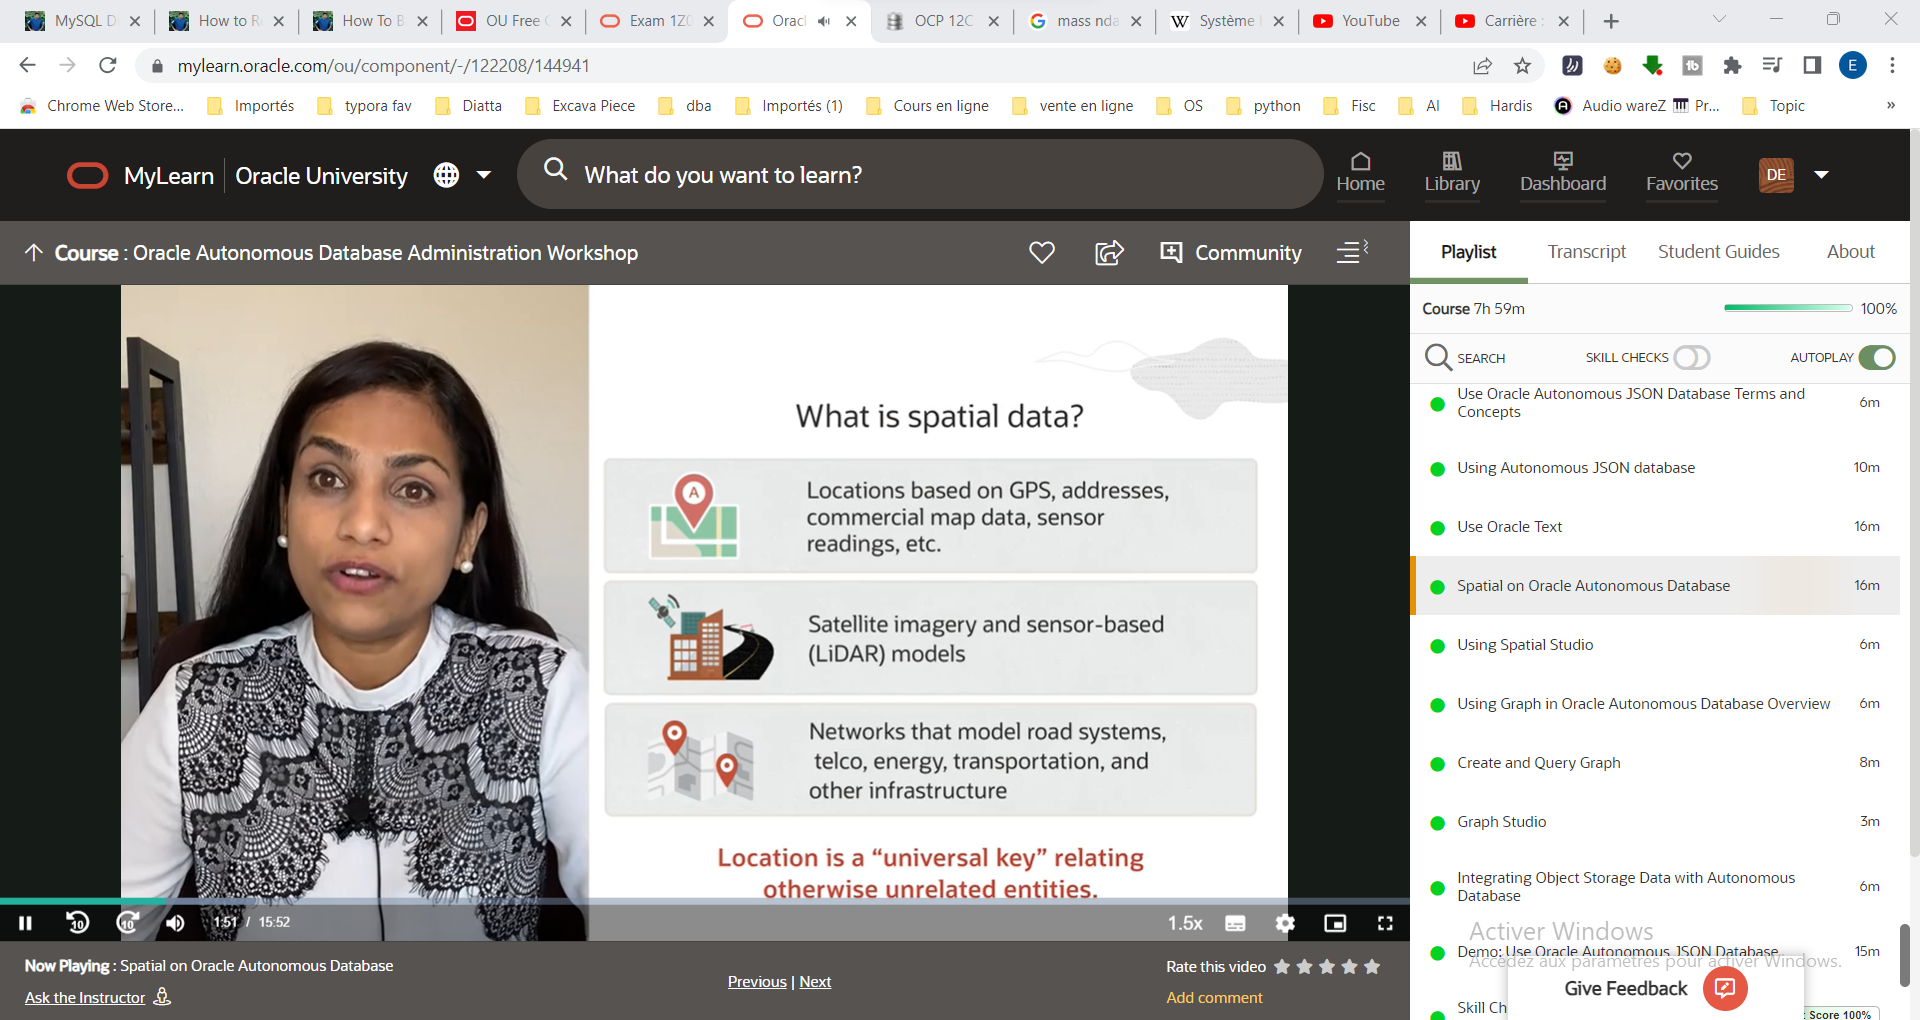 MySQL D
How to R
How To B
OU Free C
Exam 1Z0
Orac
OCP 12C
mass nda
Système
YouTube
Carrière :
mylearn.oracle.com/ou/component/-/122208/144941
E
Chrome Web Store...
Importés
typora fav
Diatta
Excava Piece
dba
Importés (1)
Cours en ligne
vente en ligne
OS
python
Fisc
AI
Hardis
Audio wareZ
Pr...
Topic
»
MyLearn
Oracle University
What do you want to learn?
Home
Library
Dashboard
Favorites
DE
Course : Oracle Autonomous Database Administration Workshop
Community
Playlist
Transcript
Student Guides
About
Course 7h 59m
100%
SEARCH
SKILL CHECKS
AUTOPLAY
What is spatial data?
A
Locations based on GPS, addresses,
commercial map data, sensor
readings, etc.
Satellite imagery and sensor-based
(LiDAR) models
Networks that model road systems,
telco, energy, transportation, and
other infrastructure
Location is a “universal key” relating
otherwise unrelated entities.
10
10
1:51 / 15:52
1.5x
Now Playing : Spatial on Oracle Autonomous Database
Ask the Instructor
Previous | Next
Rate this video
Add comment
Use Oracle Autonomous JSON Database Terms and
Concepts
6m
Using Autonomous JSON database
10m
Use Oracle Text
16m
Spatial on Oracle Autonomous Database
16m
Using Spatial Studio
6m
Using Graph in Oracle Autonomous Database Overview
6m
Create and Query Graph
8m
Graph Studio
3m
Integrating Object Storage Data with Autonomous
Database
6m
Activer Windows
Demo: Use Oracle Autonomous JSON Database
15m
Accédez aux paramètres pour activer Windows.
Give Feedback
Skill Ch
: Score 100%